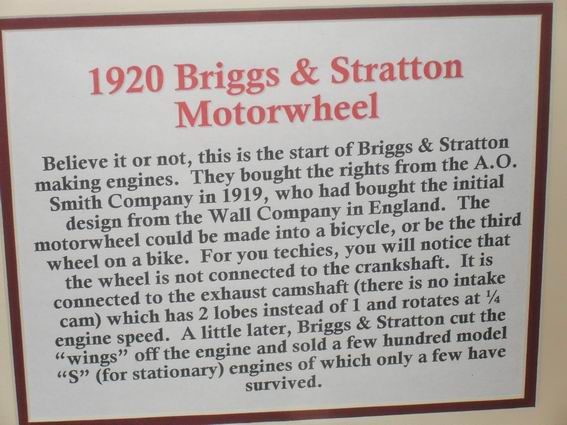 1920 Briggs & Stratton
Motorwheel
Believe it or not, this is the start of Briggs & Stratton
making engines. They bought the rights from the A.O.
Smith Company in 1919, who had bought the initial
design from the Wall Company in England. The
motorwheel could be made into a bicycle, or be the third
wheel on a bike. For you techies, you will notice that
the wheel is not connected to the crankshaft. It is
connected to the exhaust camshaft (there is no intake
cam) which has 2 lobes instead of 1 and rotates at ¼
engine speed. A little later, Briggs & Stratton cut the
“wings” off the engine and sold a few hundred model
“S” (for stationary) engines of which only a few have
survived.